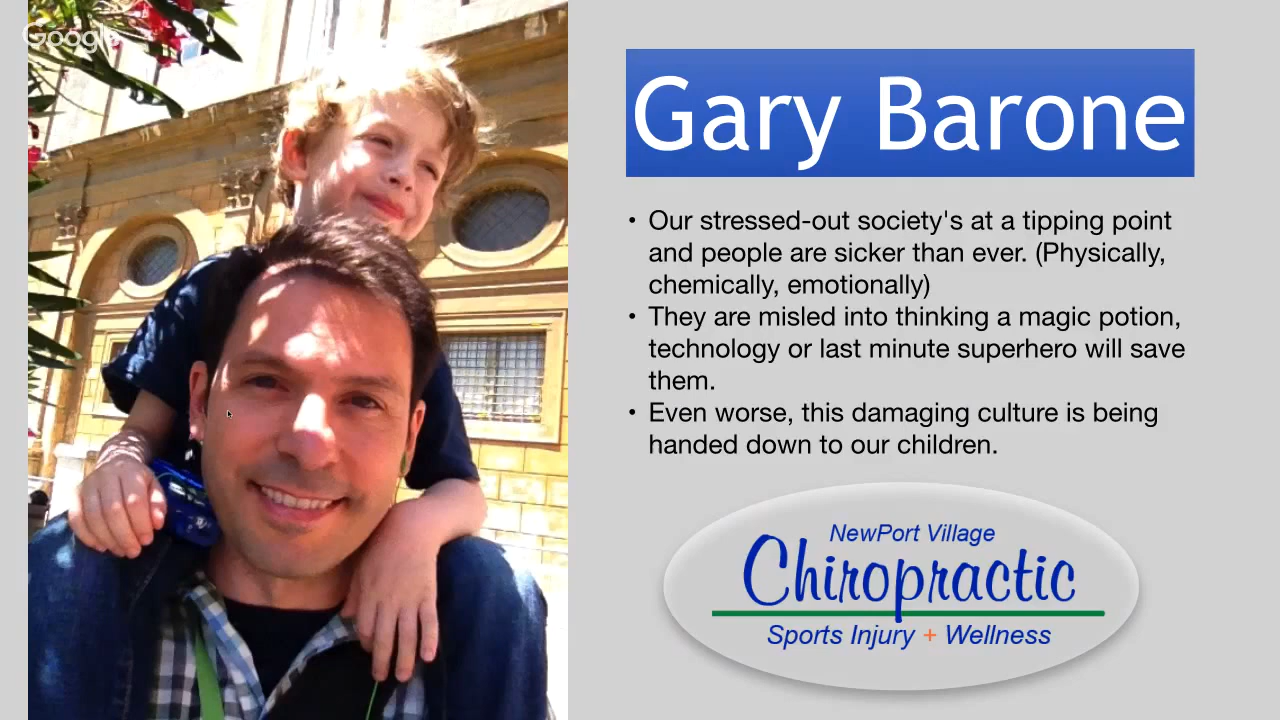 Google
Gary Barone
• Our stressed-out society's at a tipping point
and people are sicker than ever. (Physically,
chemically, emotionally)
• They are misled into thinking a magic potion,
technology or last minute superhero will save
them.
• Even worse, this damaging culture is being
handed down to our children.
NewPort Village
Chiropractic
Sports Injury + Wellness